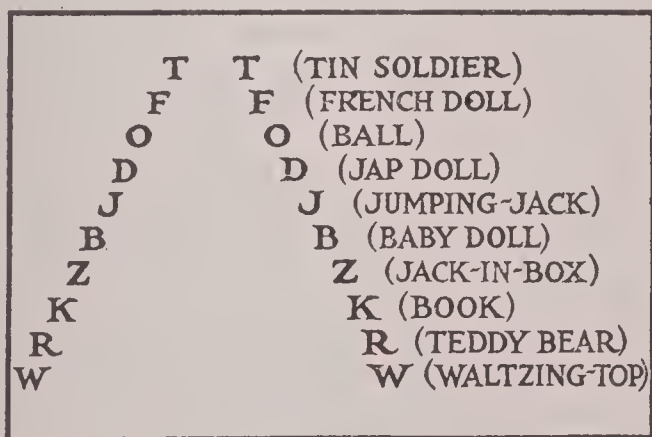 T T (TIN SOLDIER)
F F (FRENCH DOLL)
O O (BALL)
D D (JAP DOLL)
J J (JUMPING-JACK)
B B (BABY DOLL)
Z Z (JACK-IN-BOX)
K K (BOOK)
R R (TEDDY BEAR)
W W (WALTZING-TOP)